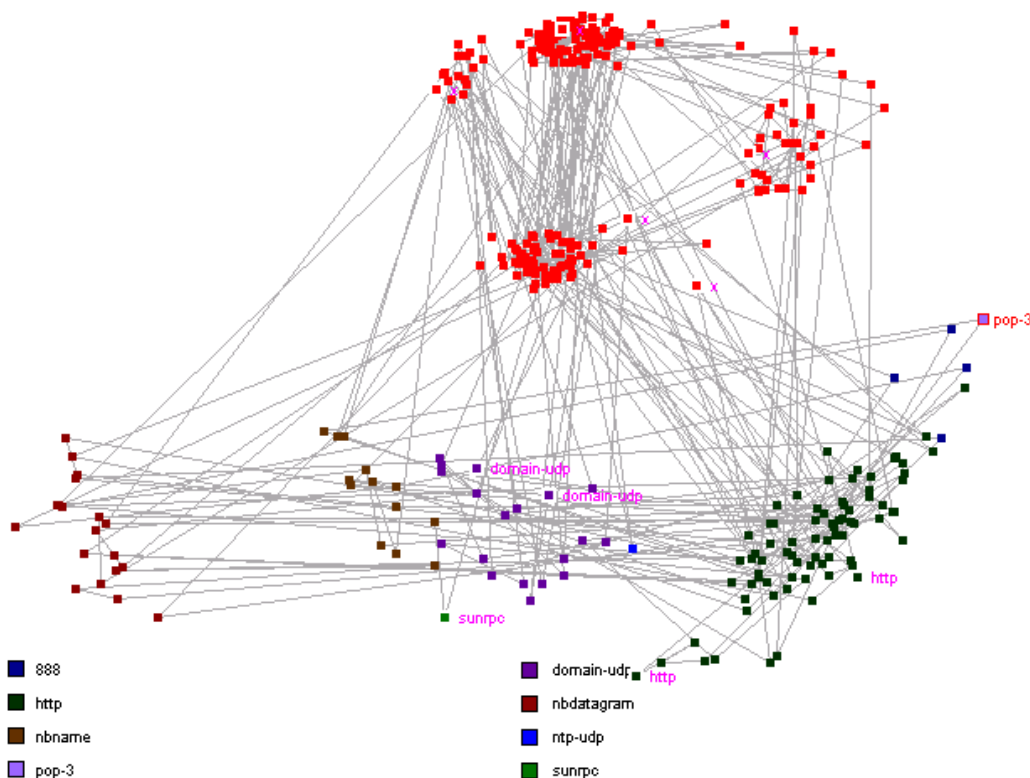 x
x
x
x
x
pop-3
domain-udp
domain-udp
http
sunrpc
http
888
http
nbname
pop-3
domain-udp
nbdatagram
ntp-udp
sunrpc